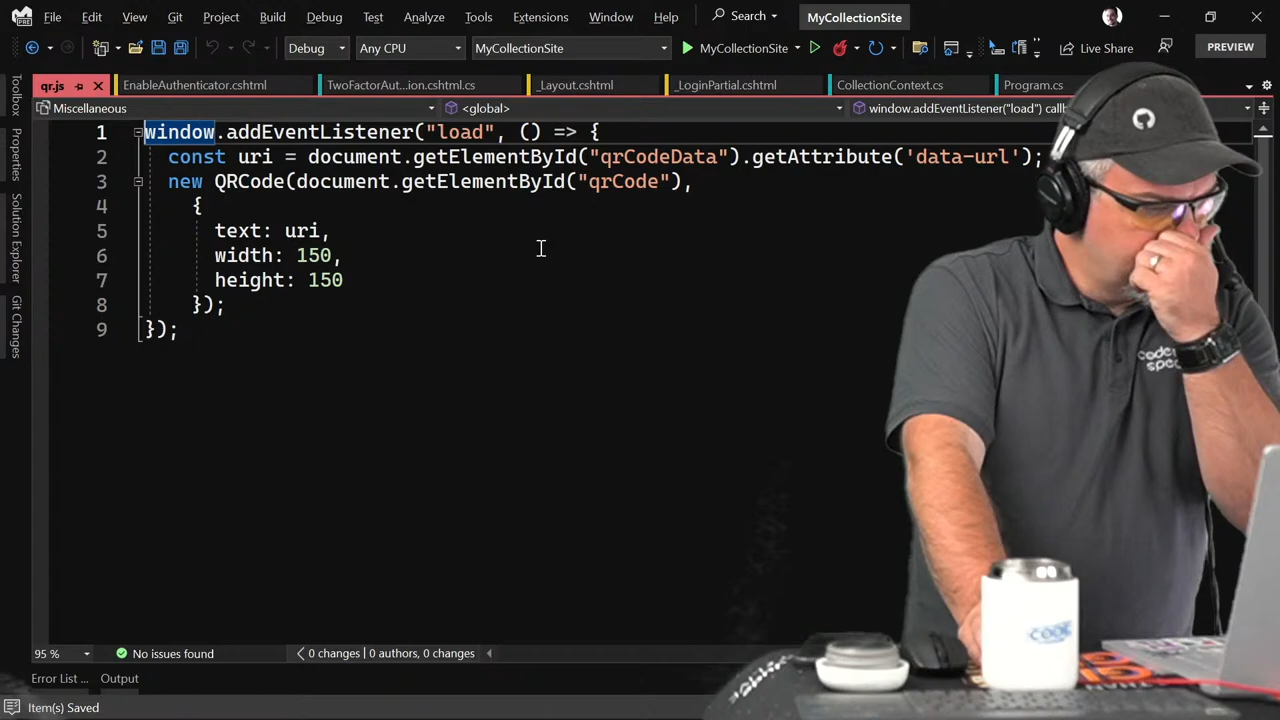 File Edit View Git Project Build Debug Test Analyze Tools Extensions Window Help Search MyCollectionSite
Debug Any CPU MyCollectionSite MyCollectionSite Live Share PREVIEW
qr.js EnableAuthenticator.cshtml TwoFactorAut...ion.cshtml.cs _Layout.cshtml _LoginPartial.cshtml CollectionContext.cs Program.cs
Miscellaneous <global> window.addEventListener("load") callb
Toolbox
Properties
Solution Explorer
Git Changes
1 window.addEventListener("load", () => {
2 const uri = document.getElementById("qrCodeData").getAttribute('data-url');
3 new QRCode(document.getElementById("qrCode"),
4 {
5 text: uri,
6 width: 150,
7 height: 150
8 });
9 });
95 % No issues found 0 changes | 0 authors, 0 changes
Error List ... Output
Item(s) Saved
CODE